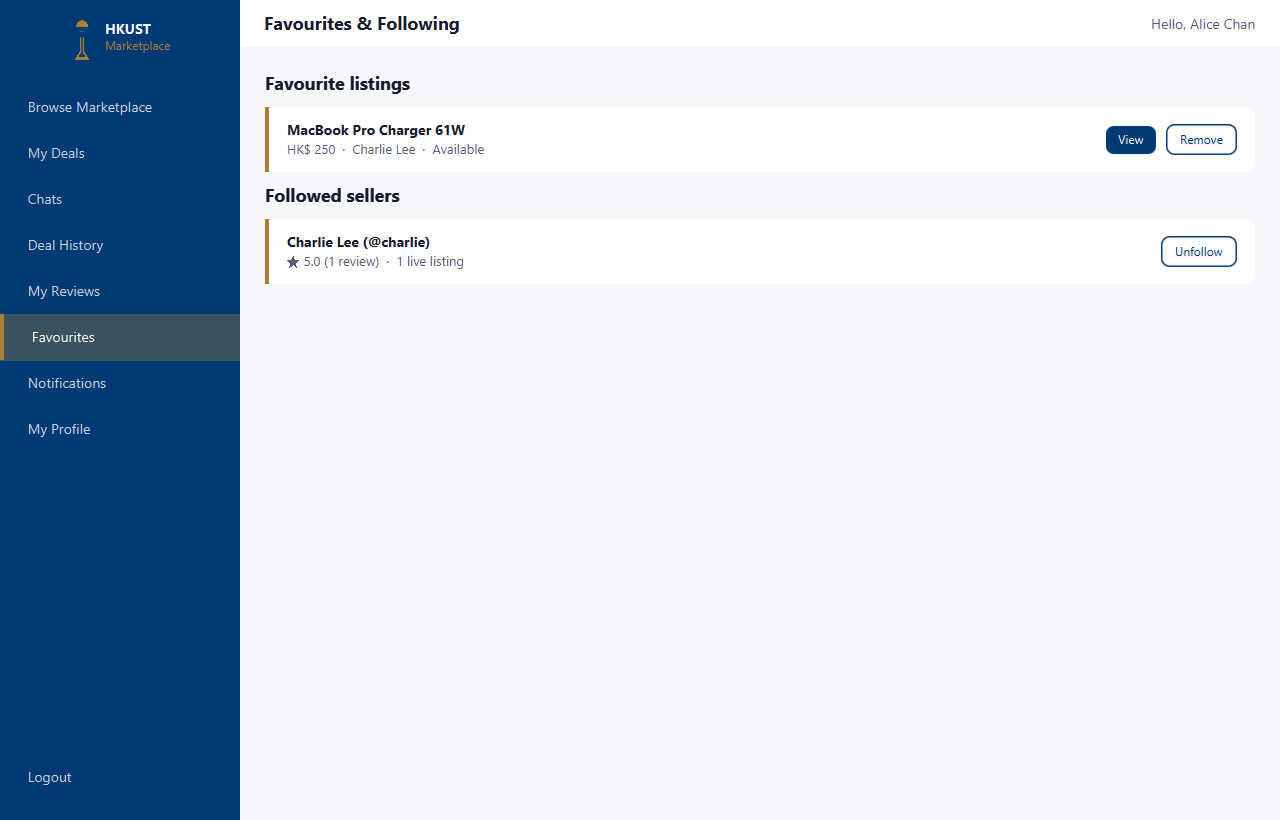 HKUST
Marketplace
Browse Marketplace
My Deals
Chats
Deal History
My Reviews
Favourites
Notifications
My Profile
Logout
Favourites & Following
Hello, Alice Chan
Favourite listings
MacBook Pro Charger 61W
HK$ 250 · Charlie Lee · Available
View
Remove
Followed sellers
Charlie Lee (@charlie)
★ 5.0 (1 review) · 1 live listing
Unfollow